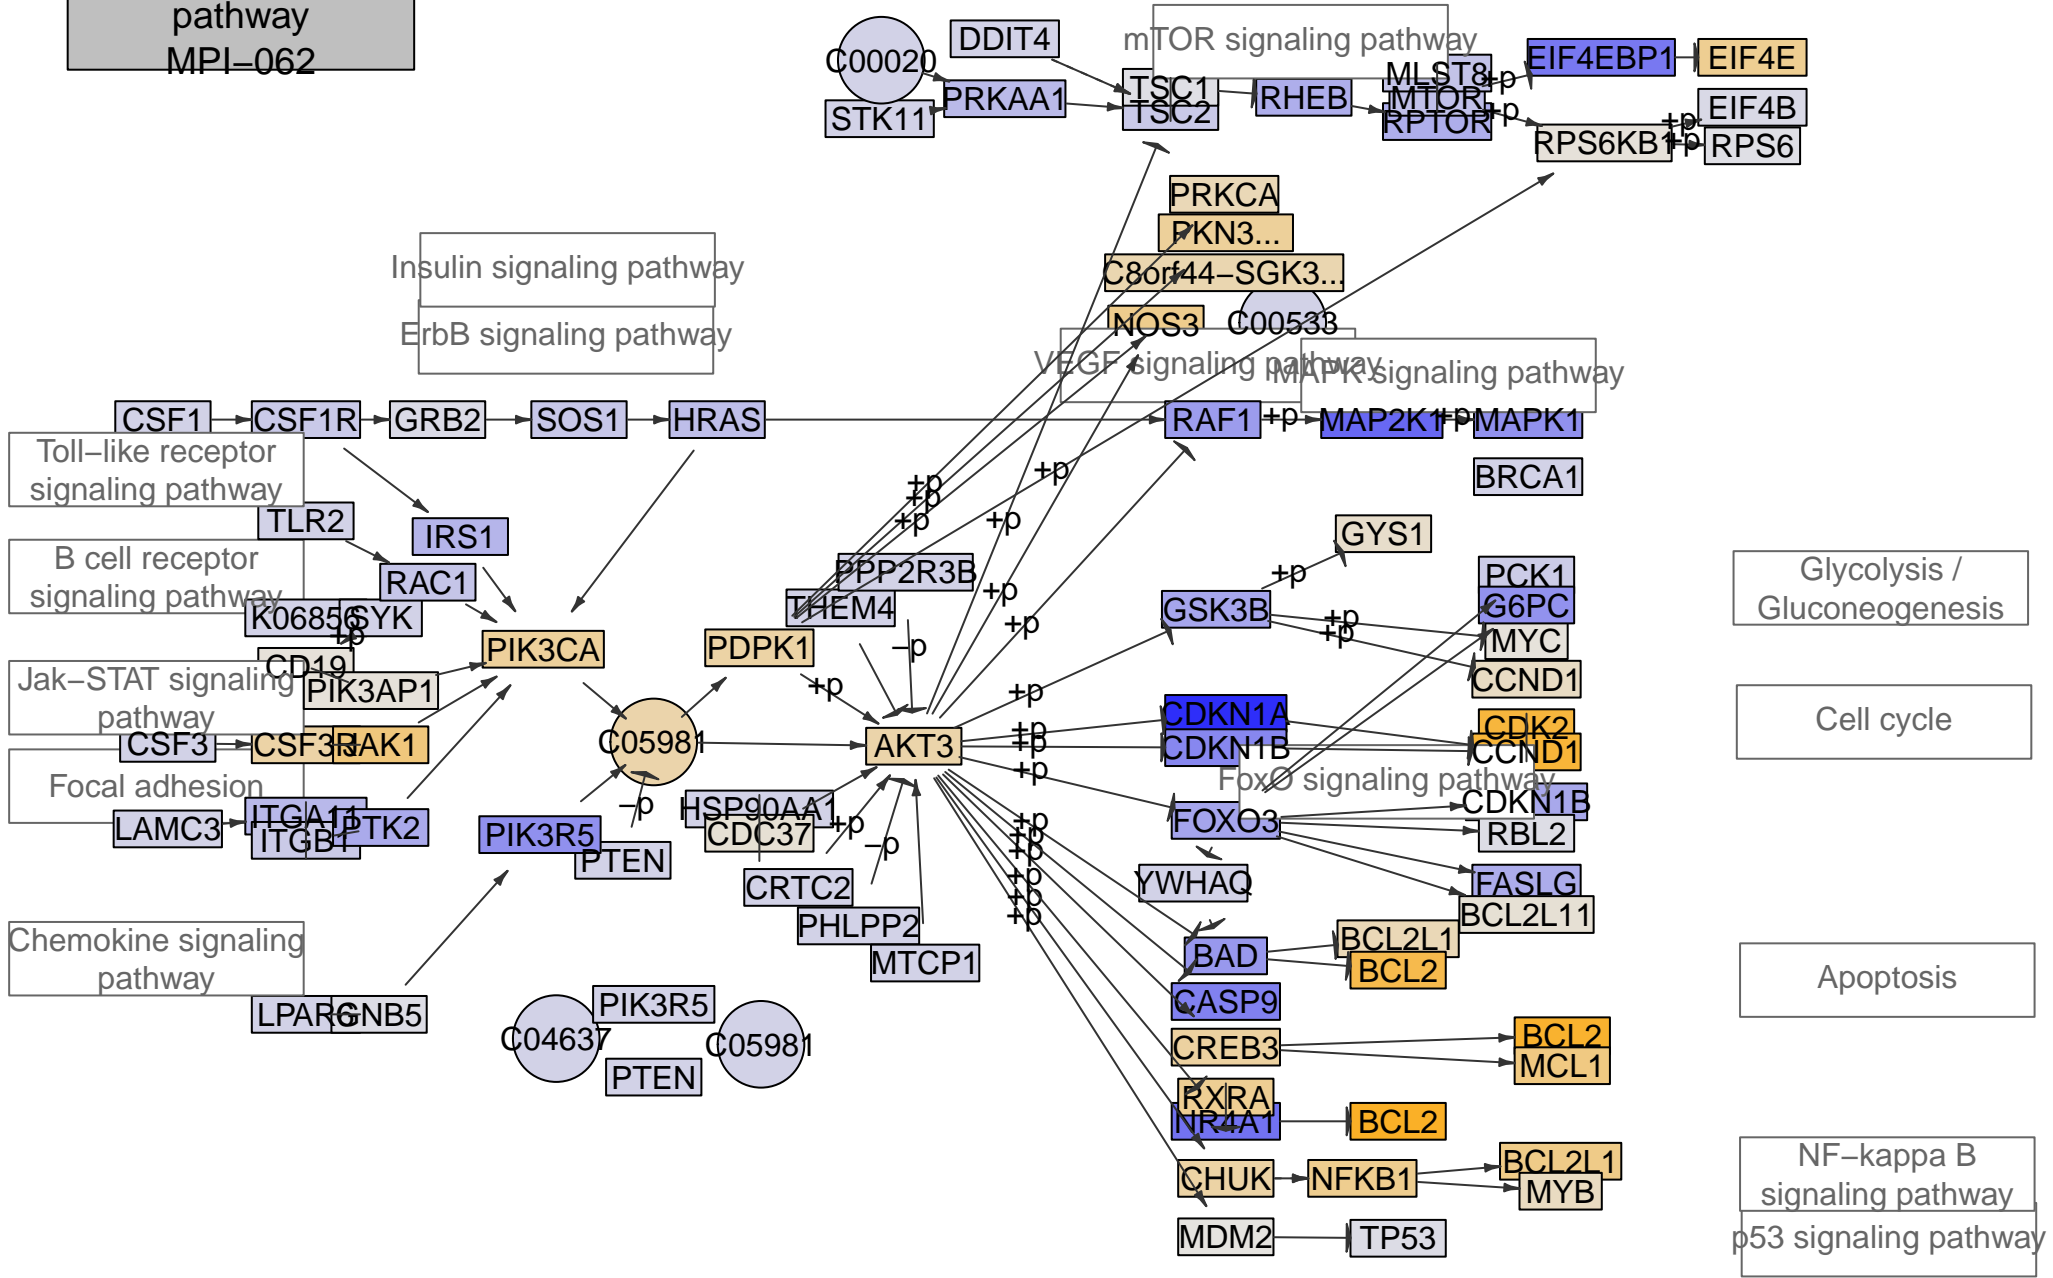 pathway
MPI−062
C00020
DDIT4
mTOR signaling pathway
STK11
PRKAA1
TSC1
TSC2
RHEB
MLST8
MTOR
RPTOR
+p
+p
EIF4EBP1
EIF4E
RPS6KB1
+p
+p
EIF4B
RPS6
PRKCA
PKN3...
C8orf44−SGK3...
NOS3
C00533
Insulin signaling pathway
ErbB signaling pathway
VEGF signaling pathway
MAPK signaling pathway
CSF1
CSF1R
GRB2
SOS1
HRAS
RAF1
+p
MAP2K1
+p
MAPK1
BRCA1
Toll−like receptor
signaling pathway
TLR2
IRS1
RAC1
B cell receptor
signaling pathway
K06856
SYK
+p
CD19
PIK3AP1
PIK3CA
PDPK1
THEM4
PPP2R3B
+p
+p
+p
+p
+p
+p
+p
−p
+p
GYS1
+p
GSK3B
+p
+p
PCK1
G6PC
MYC
CCND1
Glycolysis /
Gluconeogenesis
Jak−STAT signaling
pathway
CSF3
CSF3R
JAK1
C05981
AKT3
+p
+p
+p
+p
CDKN1A
CDKN1B
CDK2
CCND1
Cell cycle
FoxO signaling pathway
Focal adhesion
LAMC3
ITGA11
ITGB1
PTK2
PIK3R5
PTEN
−p
HSP90AA1
CDC37
+p
−p
CRTC2
PHLPP2
MTCP1
FOXO3
CDKN1B
RBL2
FASLG
BCL2L11
YWHAQ
+p
+p
+p
+p
+p
+p
BAD
BCL2L1
BCL2
CASP9
Apoptosis
Chemokine signaling
pathway
LPAR6
GNB5
C04637
PIK3R5
PTEN
C05981
CREB3
BCL2
MCL1
RXRA
NR4A1
BCL2
CHUK
NFKB1
BCL2L1
MYB
NF−kappa B
signaling pathway
MDM2
TP53
p53 signaling pathway